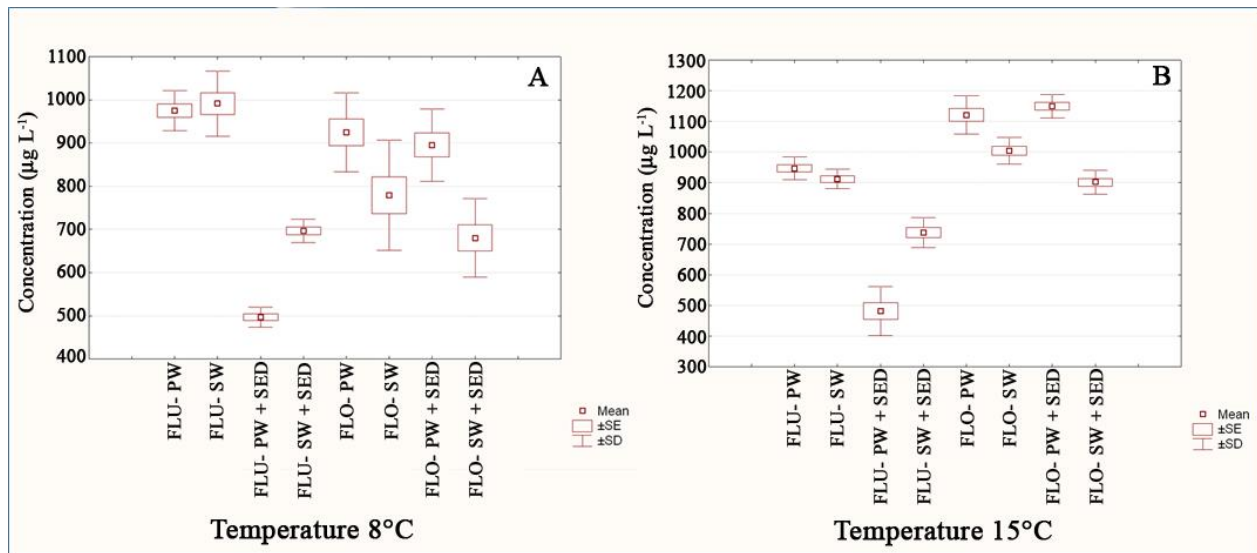 A
Concentration (µg L-1)
1100
1000
900
800
700
600
500
400
FLU- PW
FLU- SW
FLU- PW + SED
FLU- SW + SED
FLO- PW
FLO- SW
FLO- PW + SED
FLO- SW + SED
Mean
±SE
±SD
Temperature 8°C
B
Concentration (µg L-1)
1300
1200
1100
1000
900
800
700
600
500
400
300
FLU- PW
FLU- SW
FLU- PW + SED
FLU- SW + SED
FLO- PW
FLO- SW
FLO- PW + SED
FLO- SW + SED
Mean
±SE
±SD
Temperature 15°C